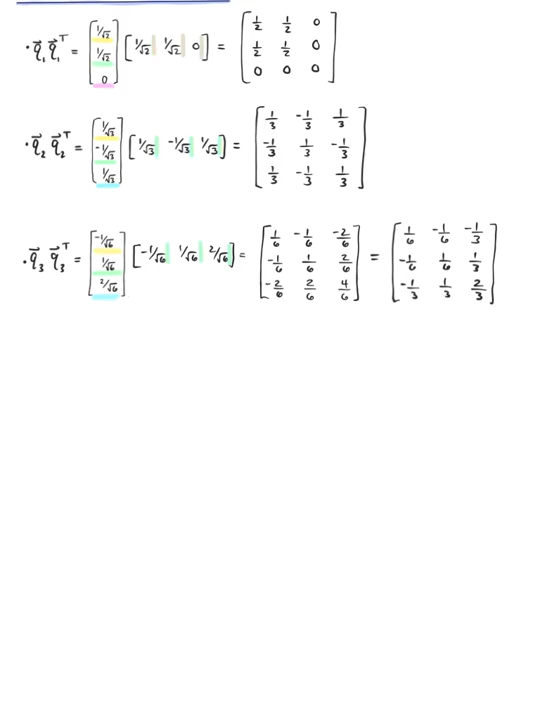 · q⃗₁ q⃗₁ᵀ = [1/√2; 1/√2; 0] [1/√2 1/√2 0] = [1/2 1/2 0; 1/2 1/2 0; 0 0 0]
· q⃗₂ q⃗₂ᵀ = [1/√3; -1/√3; 1/√3] [1/√3 -1/√3 1/√3] = [1/3 -1/3 1/3; -1/3 1/3 -1/3; 1/3 -1/3 1/3]
· q⃗₃ q⃗₃ᵀ = [-1/√6; 1/√6; 2/√6] [-1/√6 1/√6 2/√6] = [1/6 -1/6 -2/6; -1/6 1/6 2/6; -2/6 2/6 4/6] = [1/6 -1/6 -1/3; -1/6 1/6 1/3; -1/3 1/3 2/3]